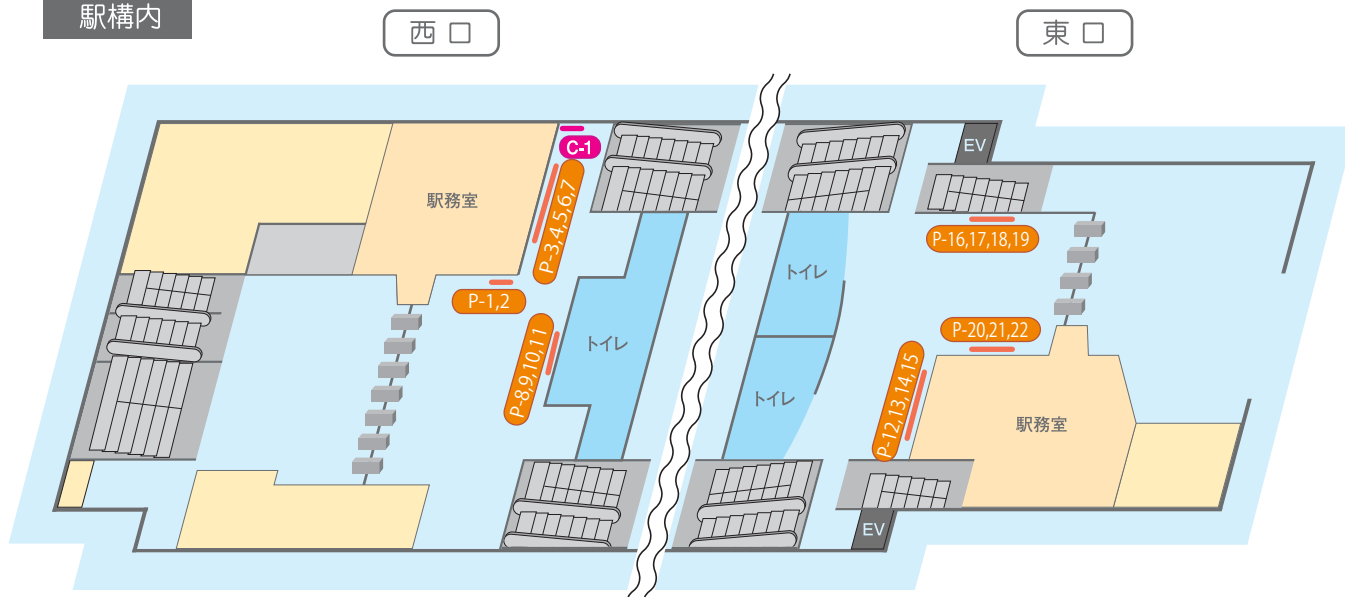 駅構内
西口
東口
EV
C-1
駅務室
P-3,4,5,6,7
P-16,17,18,19
トイレ
P-1,2
P-20,21,22
トイレ
P-8,9,10,11
P-12,13,14,15
トイレ
駅務室
EV